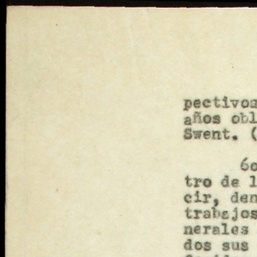 pectivos
años obl
Swent. (
6o
tro de l
cir, den
trabajos
nerales
dos sus